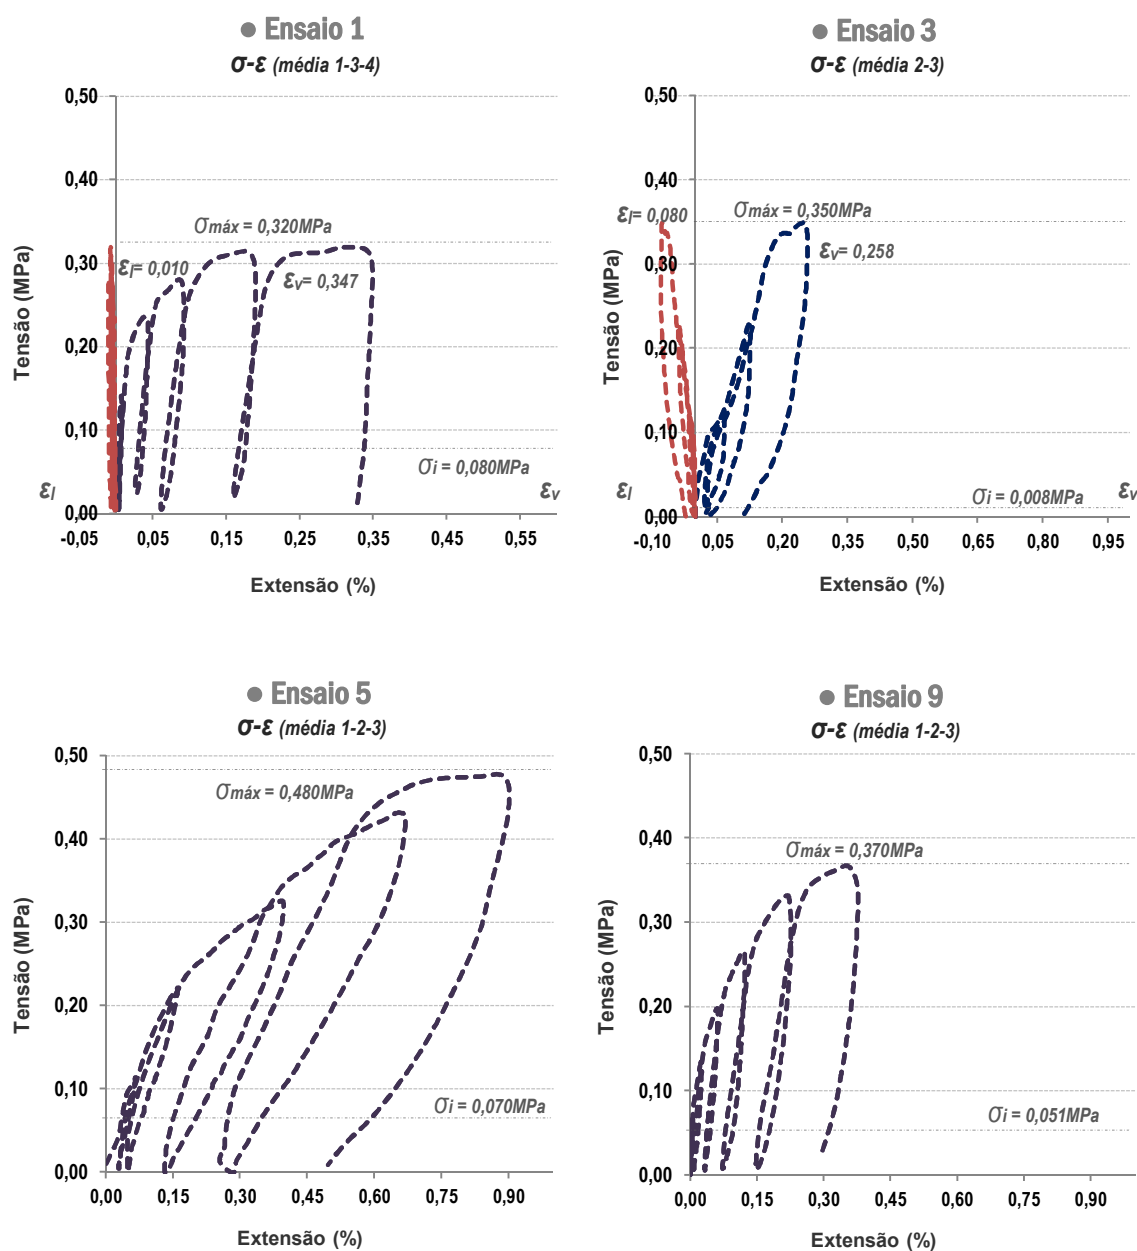 ● Ensaio 1
σ-ε (média 1-3-4)
0,50
0,40
0,30
0,20
0,10
0,00
Tensão (MPa)
σmáx = 0,320MPa
εl= 0,010
εv= 0,347
σi = 0,080MPa
εl
εv
-0,05
0,05
0,15
0,25
0,35
0,45
0,55
Extensão (%)
● Ensaio 3
σ-ε (média 2-3)
0,50
0,40
0,30
0,20
0,10
0,00
Tensão (MPa)
εl= 0,080
σmáx = 0,350MPa
εv= 0,258
σi = 0,008MPa
εl
εv
-0,10
0,05
0,20
0,35
0,50
0,65
0,80
0,95
Extensão (%)
● Ensaio 5
σ-ε (média 1-2-3)
0,50
0,40
0,30
0,20
0,10
0,00
Tensão (MPa)
σmáx = 0,480MPa
σi = 0,070MPa
0,00
0,15
0,30
0,45
0,60
0,75
0,90
Extensão (%)
● Ensaio 9
σ-ε (média 1-2-3)
0,50
0,40
0,30
0,20
0,10
0,00
Tensão (MPa)
σmáx = 0,370MPa
σi = 0,051MPa
0,00
0,15
0,30
0,45
0,60
0,75
0,90
Extensão (%)